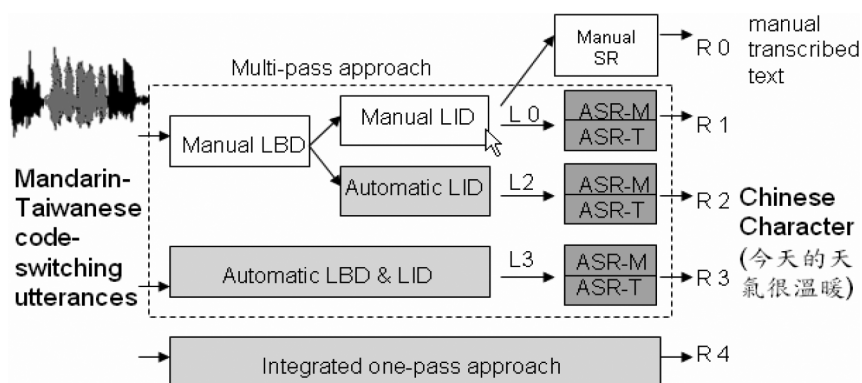 Manual
SR
R 0
manual
transcribed
text
Multi-pass approach
Manual LBD
Manual LID
L 0
ASR-M
ASR-T
R 1
Automatic LID
L2
ASR-M
ASR-T
R 2
Mandarin-
Taiwanese
code-
switching
utterances
Automatic LBD & LID
L3
ASR-M
ASR-T
R 3
Chinese
Character
(今天的天
氣很溫暖)
Integrated one-pass approach
R 4